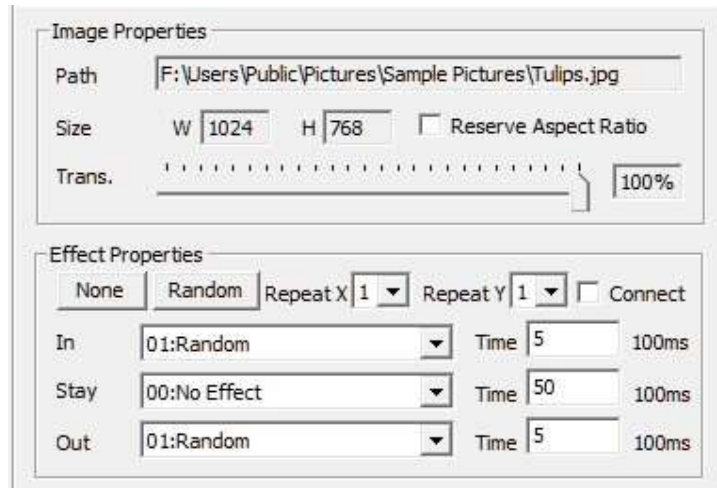 Image Properties
Path F:\Users\Public\Pictures\Sample Pictures\Tulips.jpg
Size W 1024 H 768 Reserve Aspect Ratio
Trans. 100%
Effect Properties
None Random Repeat X 1 Repeat Y 1 Connect
In 01:Random Time 5 100ms
Stay 00:No Effect Time 50 100ms
Out 01:Random Time 5 100ms